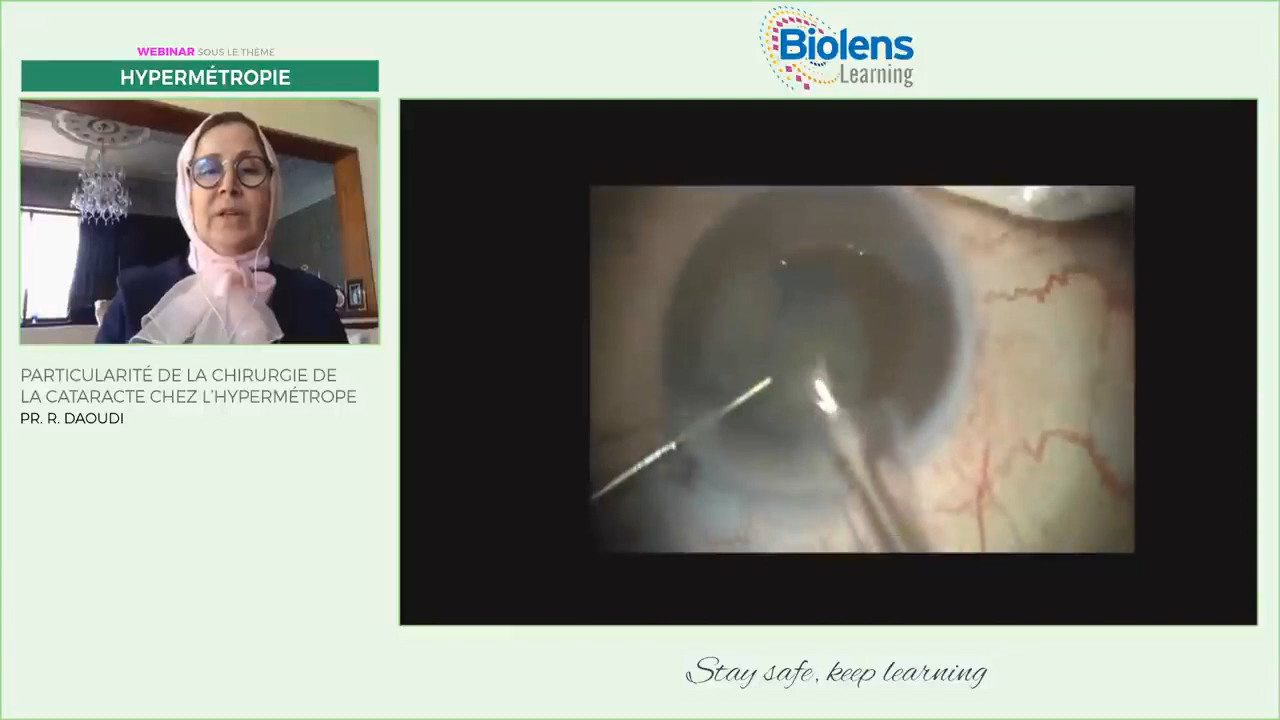 WEBINAR SOUS LE THÈME
HYPERMÉTROPIE
Biolens
Learning
PARTICULARITÉ DE LA CHIRURGIE DE
LA CATARACTE CHEZ L'HYPERMÉTROPE
PR. R. DAOUDI
Stay safe, keep learning